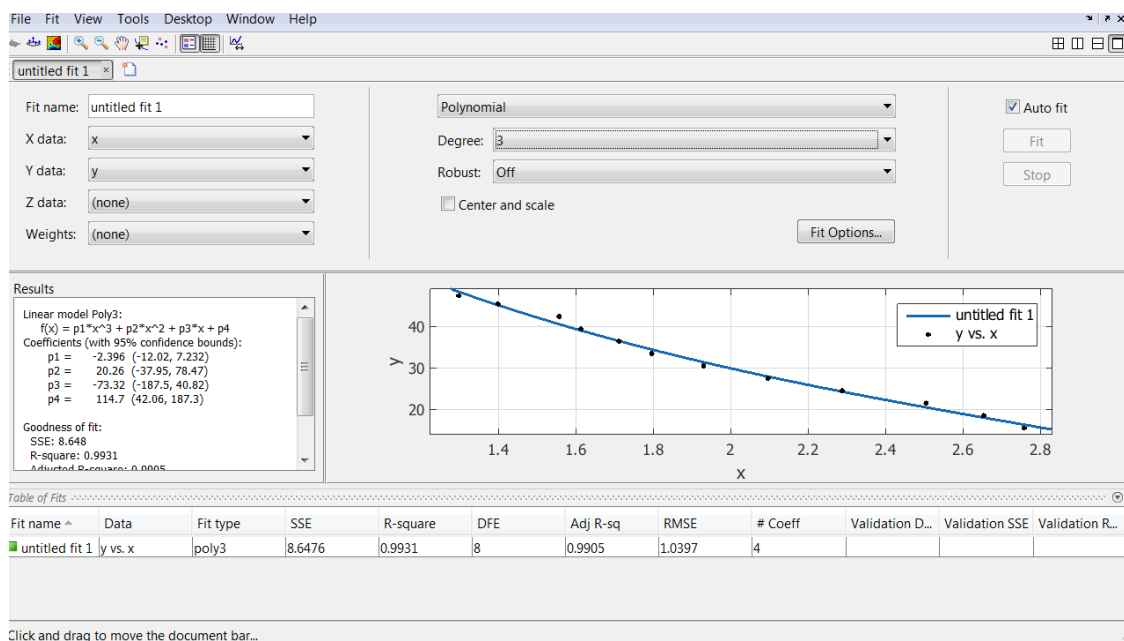 File Fit View Tools Desktop Window Help
untitled fit 1
Fit name: untitled fit 1
X data: x
Y data: y
Z data: (none)
Weights: (none)
Polynomial
Degree: 3
Robust: Off
Center and scale
Fit Options...
Auto fit
Fit
Stop
Results
Linear model Poly3:
f(x) = p1*x^3 + p2*x^2 + p3*x + p4
Coefficients (with 95% confidence bounds):
p1 = -2.396 (-12.02, 7.232)
p2 = 20.26 (-37.95, 78.47)
p3 = -73.32 (-187.5, 40.82)
p4 = 114.7 (42.06, 187.3)
Goodness of fit:
SSE: 8.648
R-square: 0.9931
Adjusted R-square: 0.9905
untitled fit 1
y vs. x
40
30
20
y
1.4 1.6 1.8 2 2.2 2.4 2.6 2.8
x
Table of Fits
Fit name Data Fit type SSE R-square DFE Adj R-sq RMSE # Coeff Validation D... Validation SSE Validation R...
untitled fit 1 y vs. x poly3 8.6476 0.9931 8 0.9905 1.0397 4
Click and drag to move the document bar...